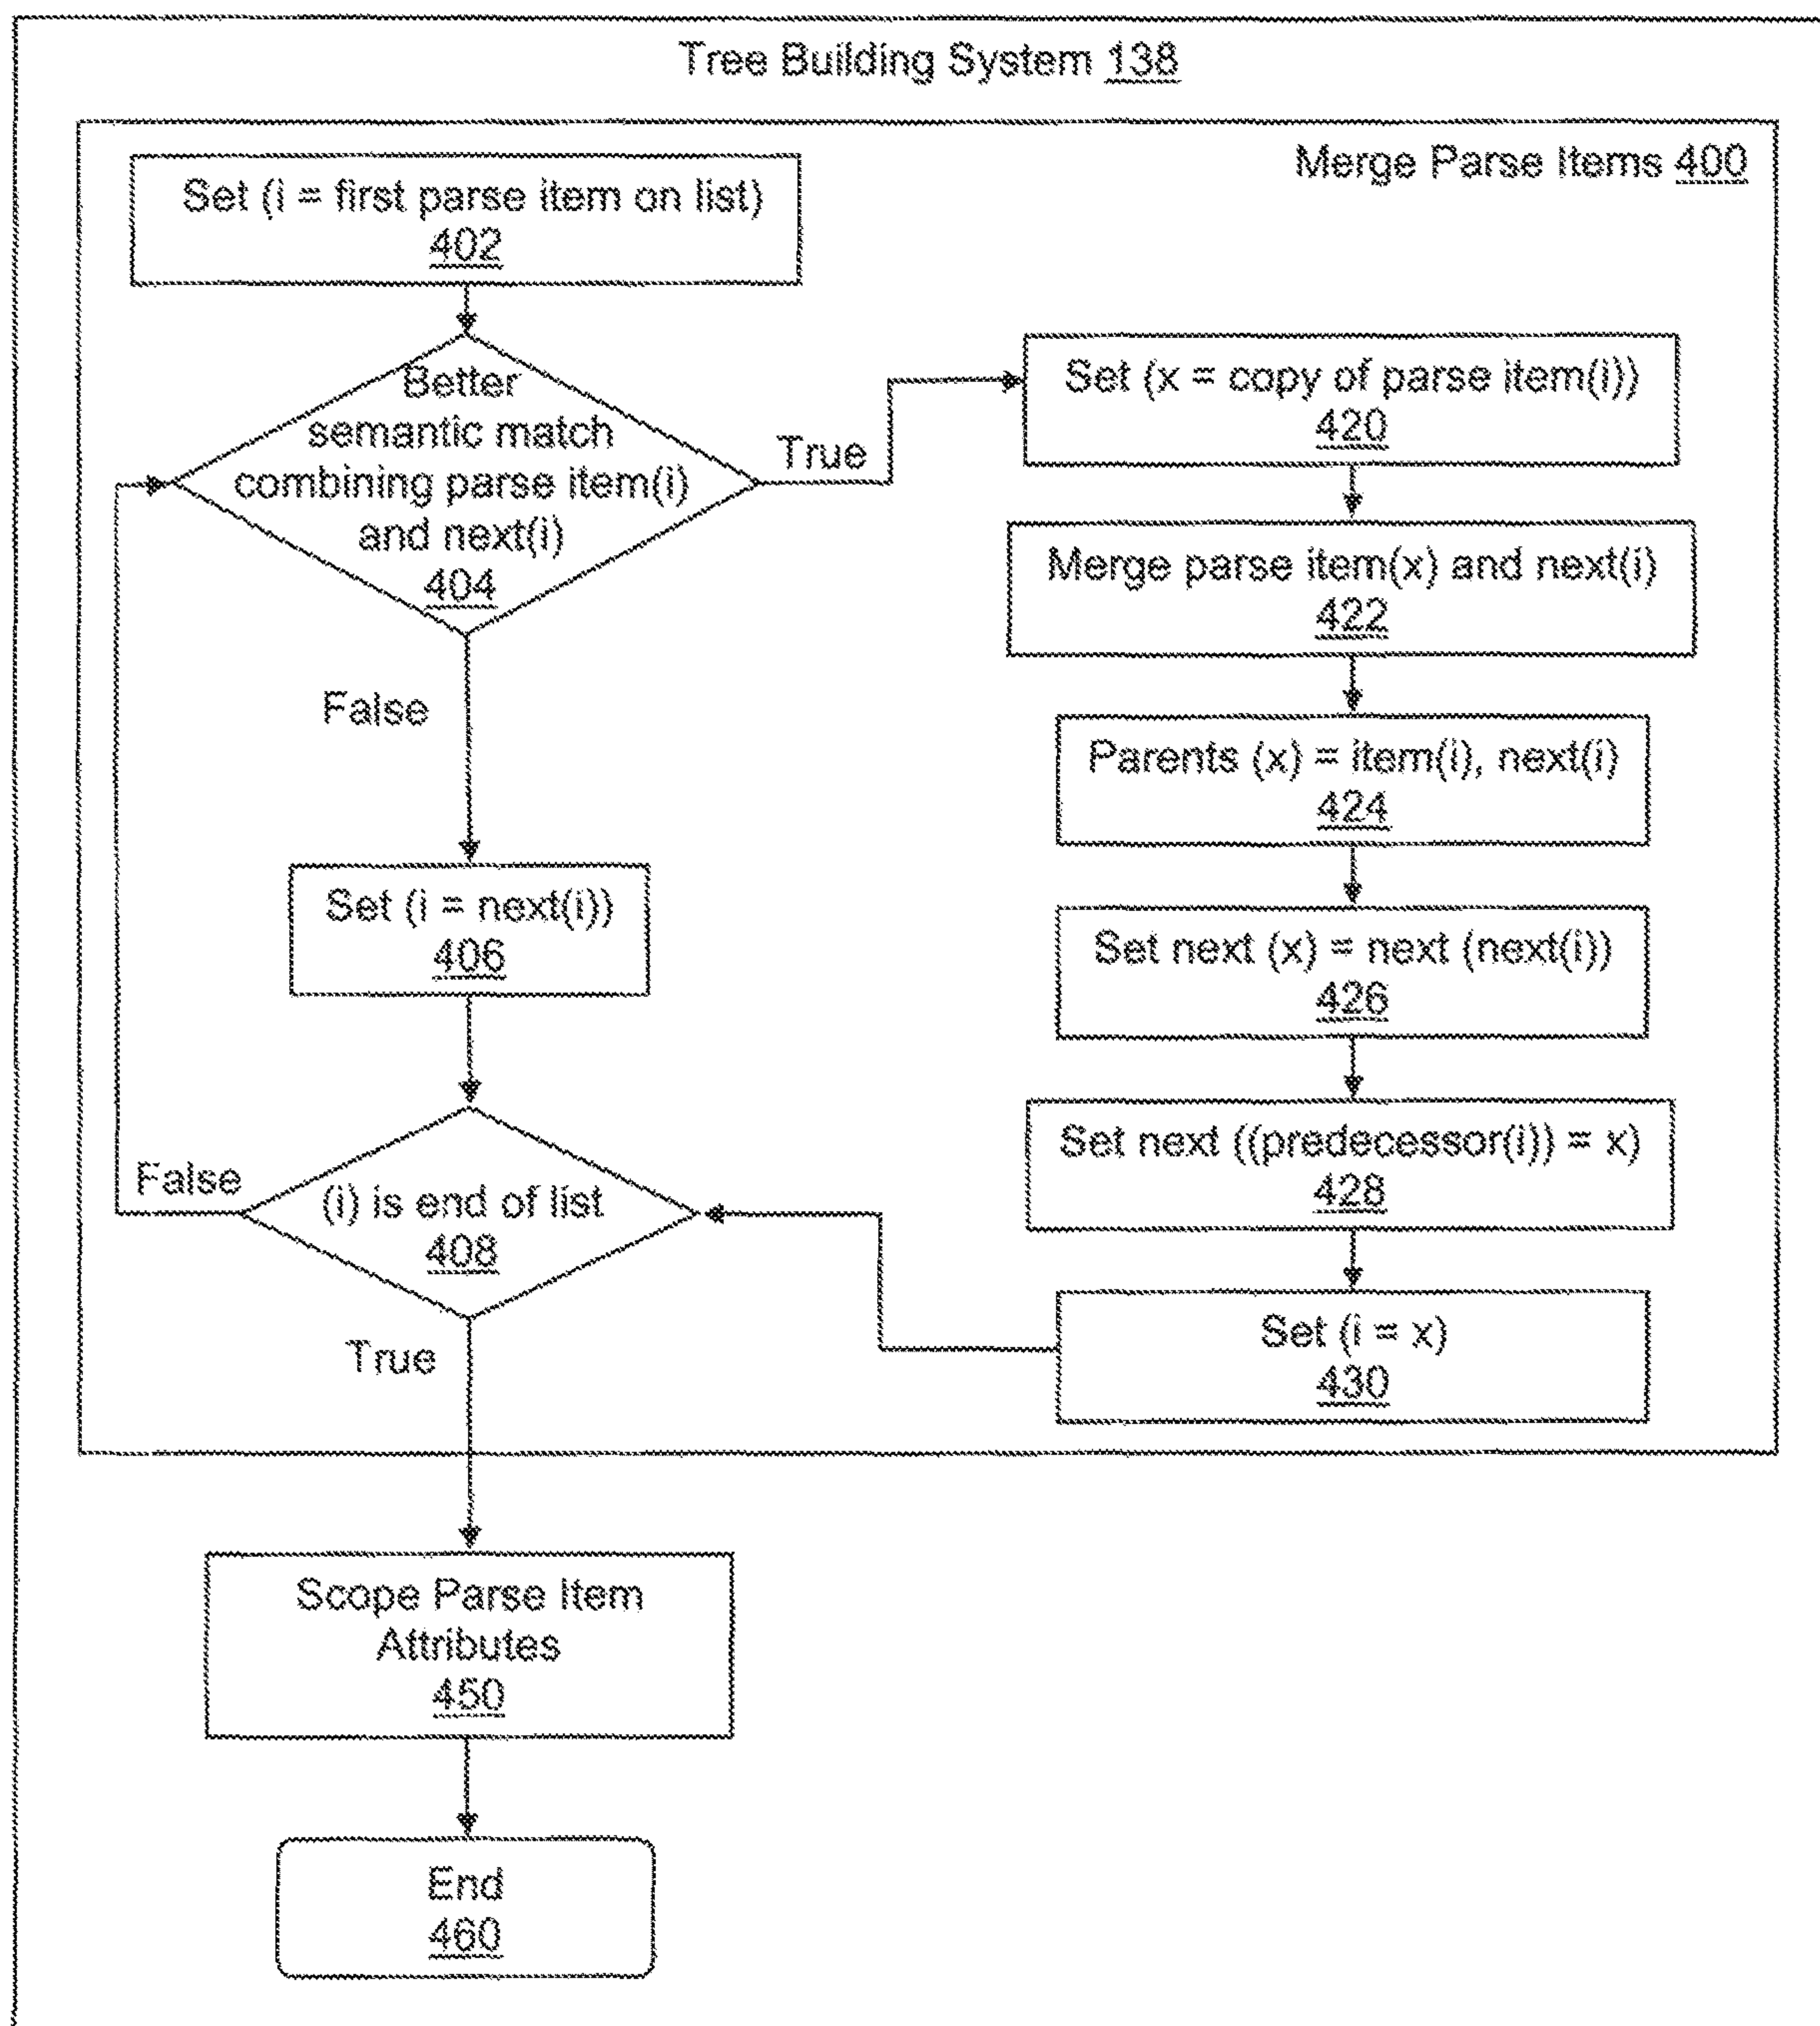 Tree Building System 138
Merge Parse Items 400
Set (i = first parse item on list)
402
Better
semantic match
combining parse item(i)
and next(i)
404
True
False
Set (i = next(i))
406
(i) is end of list
408
False
True
Set (x = copy of parse item(i))
420
Merge parse item(x) and next(i)
422
Parents (x) = item(i), next(i)
424
Set next (x) = next (next(i))
426
Set next ((predecessor(i)) = x)
428
Set (i = x)
430
Scope Parse Item
Attributes
450
End
460